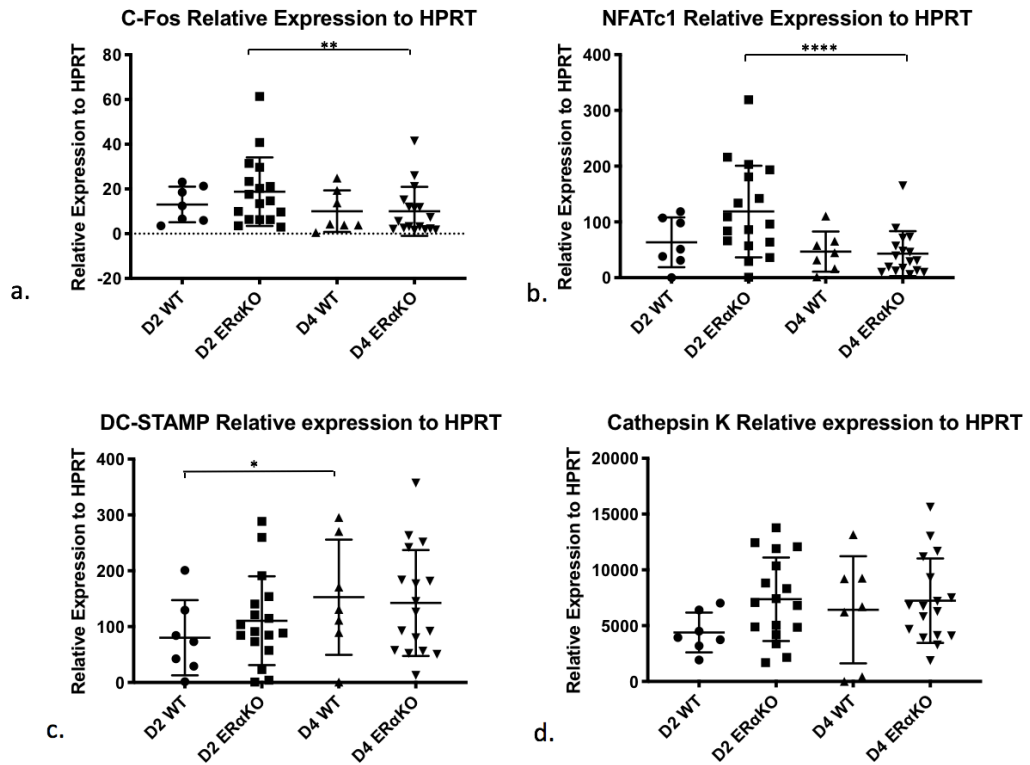 C-Fos Relative Expression to HPRT
Relative Expression to HPRT
80
60
40
20
0
-20
**
D2 WT
D2 ERαKO
D4 WT
D4 ERαKO
a.
NFATc1 Relative Expression to HPRT
Relative Expression to HPRT
400
300
200
100
0
****
D2 WT
D2 ERαKO
D4 WT
D4 ERαKO
b.
DC-STAMP Relative expression to HPRT
Relative Expression to HPRT
400
300
200
100
0
*
D2 WT
D2 ERαKO
D4 WT
D4 ERαKO
c.
Cathepsin K Relative expression to HPRT
Relative Expression to HPRT
20000
15000
10000
5000
0
D2 WT
D2 ERαKO
D4 WT
D4 ERαKO
d.